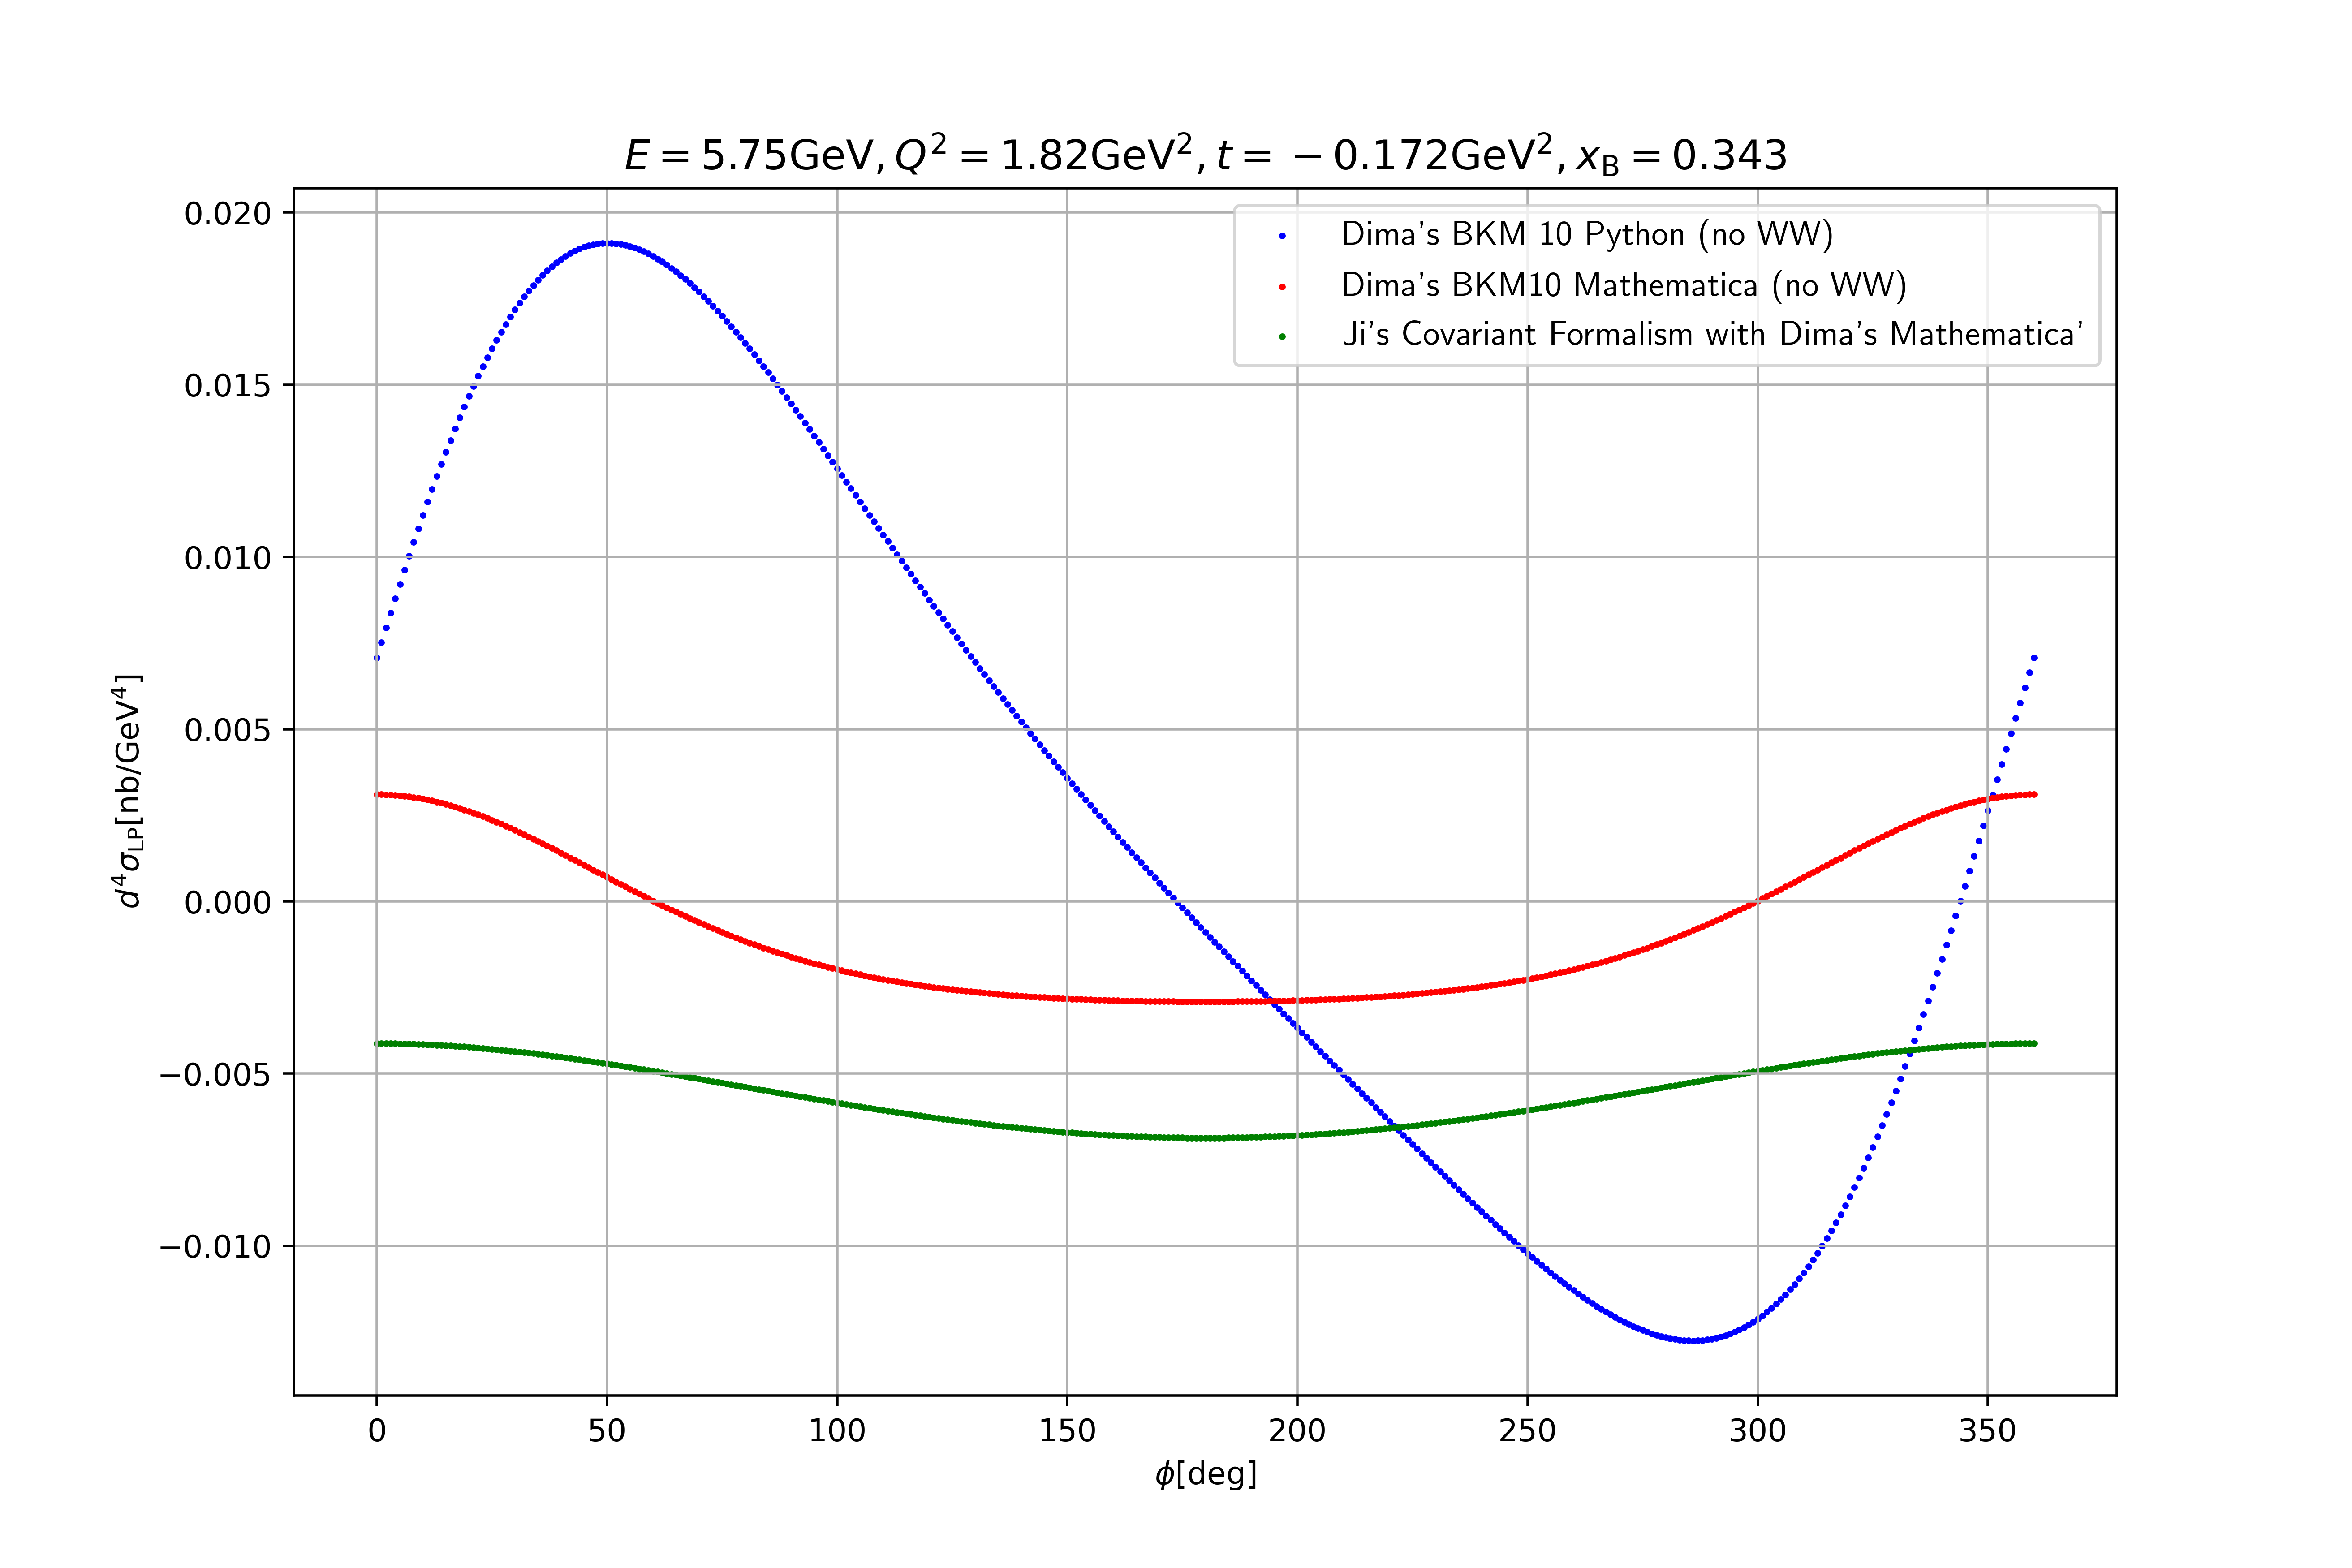 E = 5.75GeV, Q² = 1.82GeV², t = −0.172GeV², x_B = 0.343
Dima's BKM 10 Python (no WW)
Dima's BKM10 Mathematica (no WW)
Ji's Covariant Formalism with Dima's Mathematica'
0.020
0.015
0.010
0.005
0.000
−0.005
−0.010
d⁴σ_LP[nb/GeV⁴]
0 50 100 150 200 250 300 350
ϕ[deg]